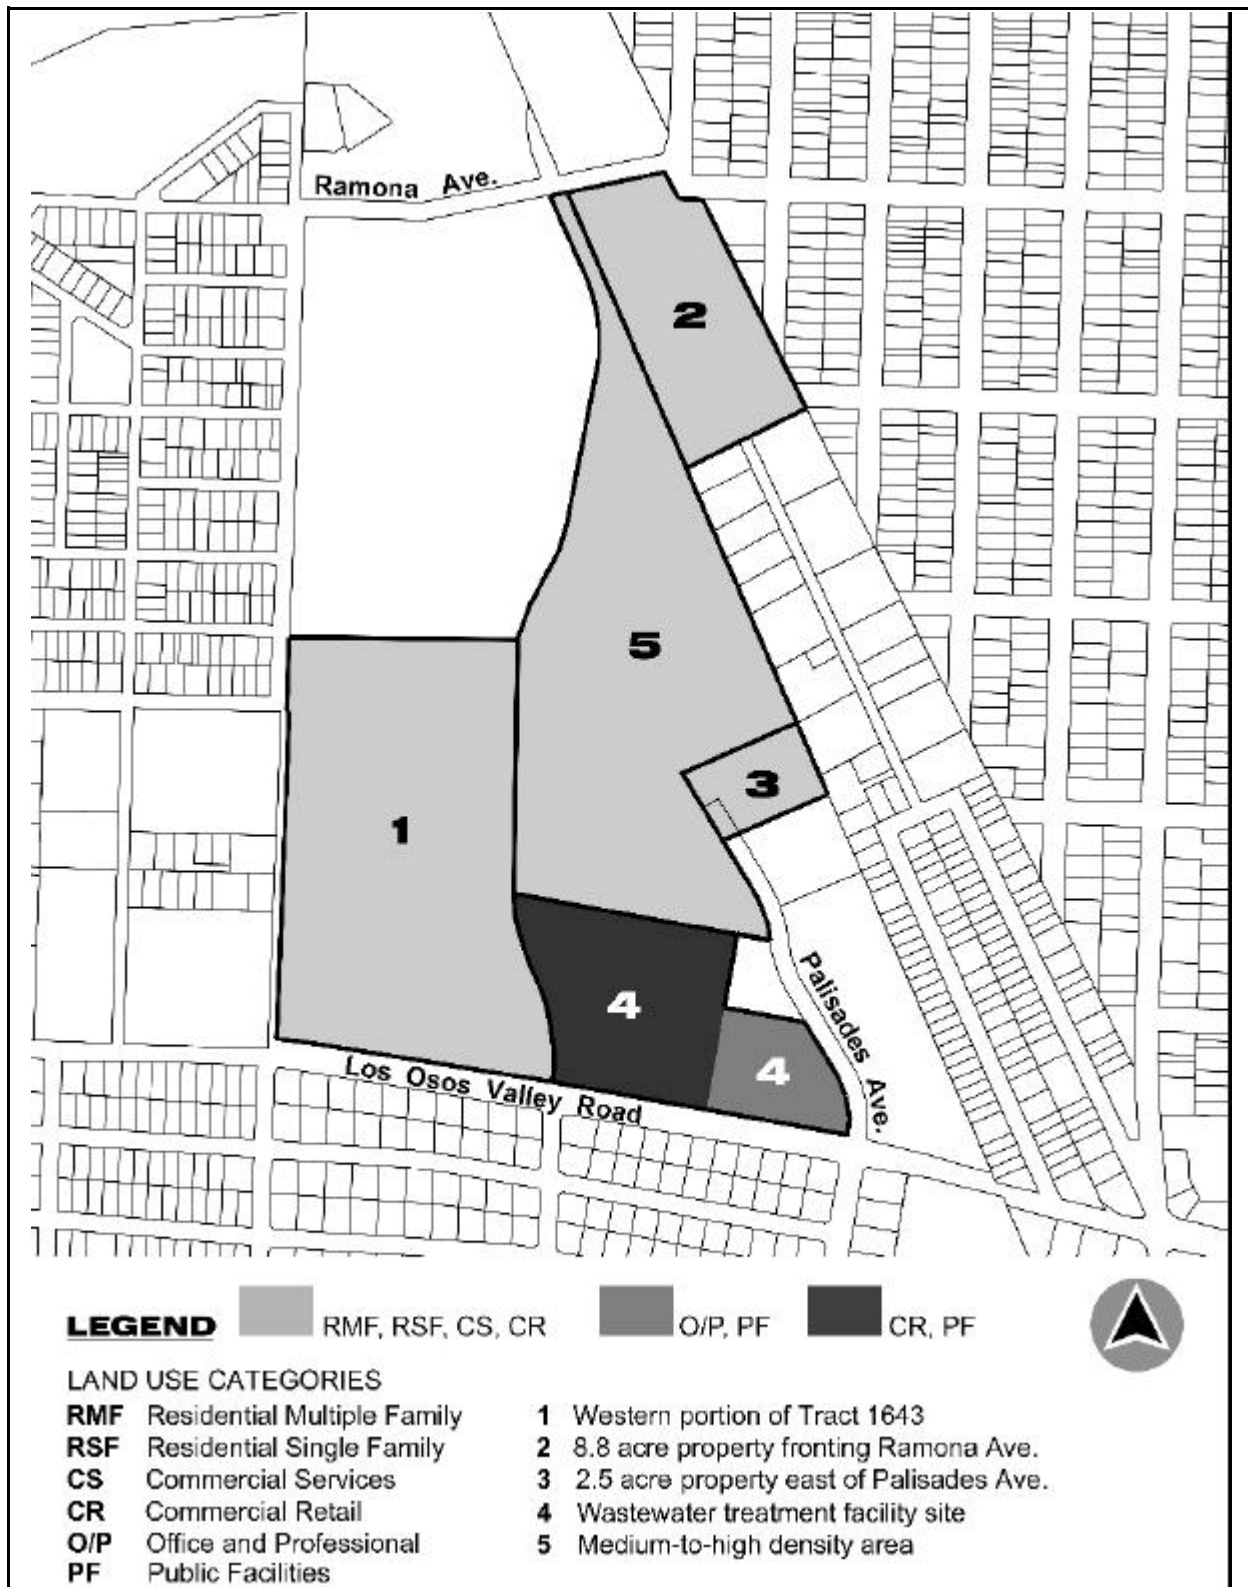 Ramona Ave.
2
5
3
1
4
Palisades Ave.
4
Los Osos Valley Road
LEGEND RMF, RSF, CS, CR O/P, PF CR, PF
LAND USE CATEGORIES
RMF Residential Multiple Family
RSF Residential Single Family
CS Commercial Services
CR Commercial Retail
O/P Office and Professional
PF Public Facilities
1 Western portion of Tract 1643
2 8.8 acre property fronting Ramona Ave.
3 2.5 acre property east of Palisades Ave.
4 Wastewater treatment facility site
5 Medium-to-high density area